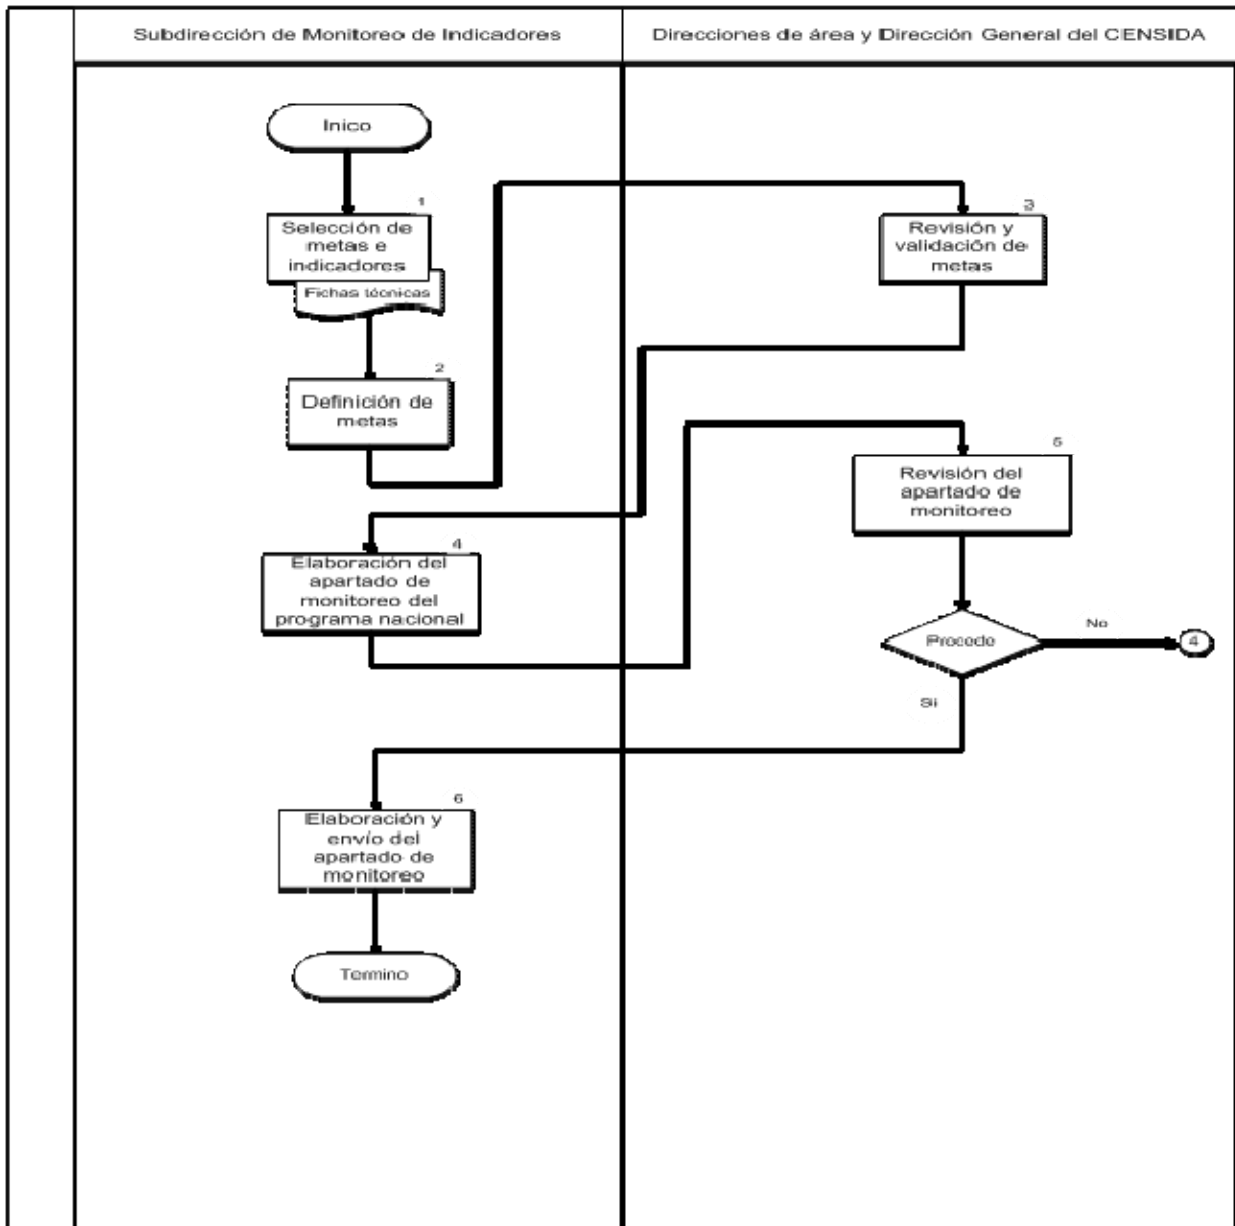 Subdirección de Monitoreo de Indicadores
Direcciones de área y Dirección General del CENSIDA
Inico
1
Selección de
metas e
indicadores
Fichas técnicas
2
Definición de
metas
3
Revisión y
validación de
metas
4
Elaboración del
apartado de
monitoreo del
programa nacional
5
Revisión del
apartado de
monitoreo
Procede
No
4
Si
6
Elaboración y
envío del
apartado de
monitoreo
Termino